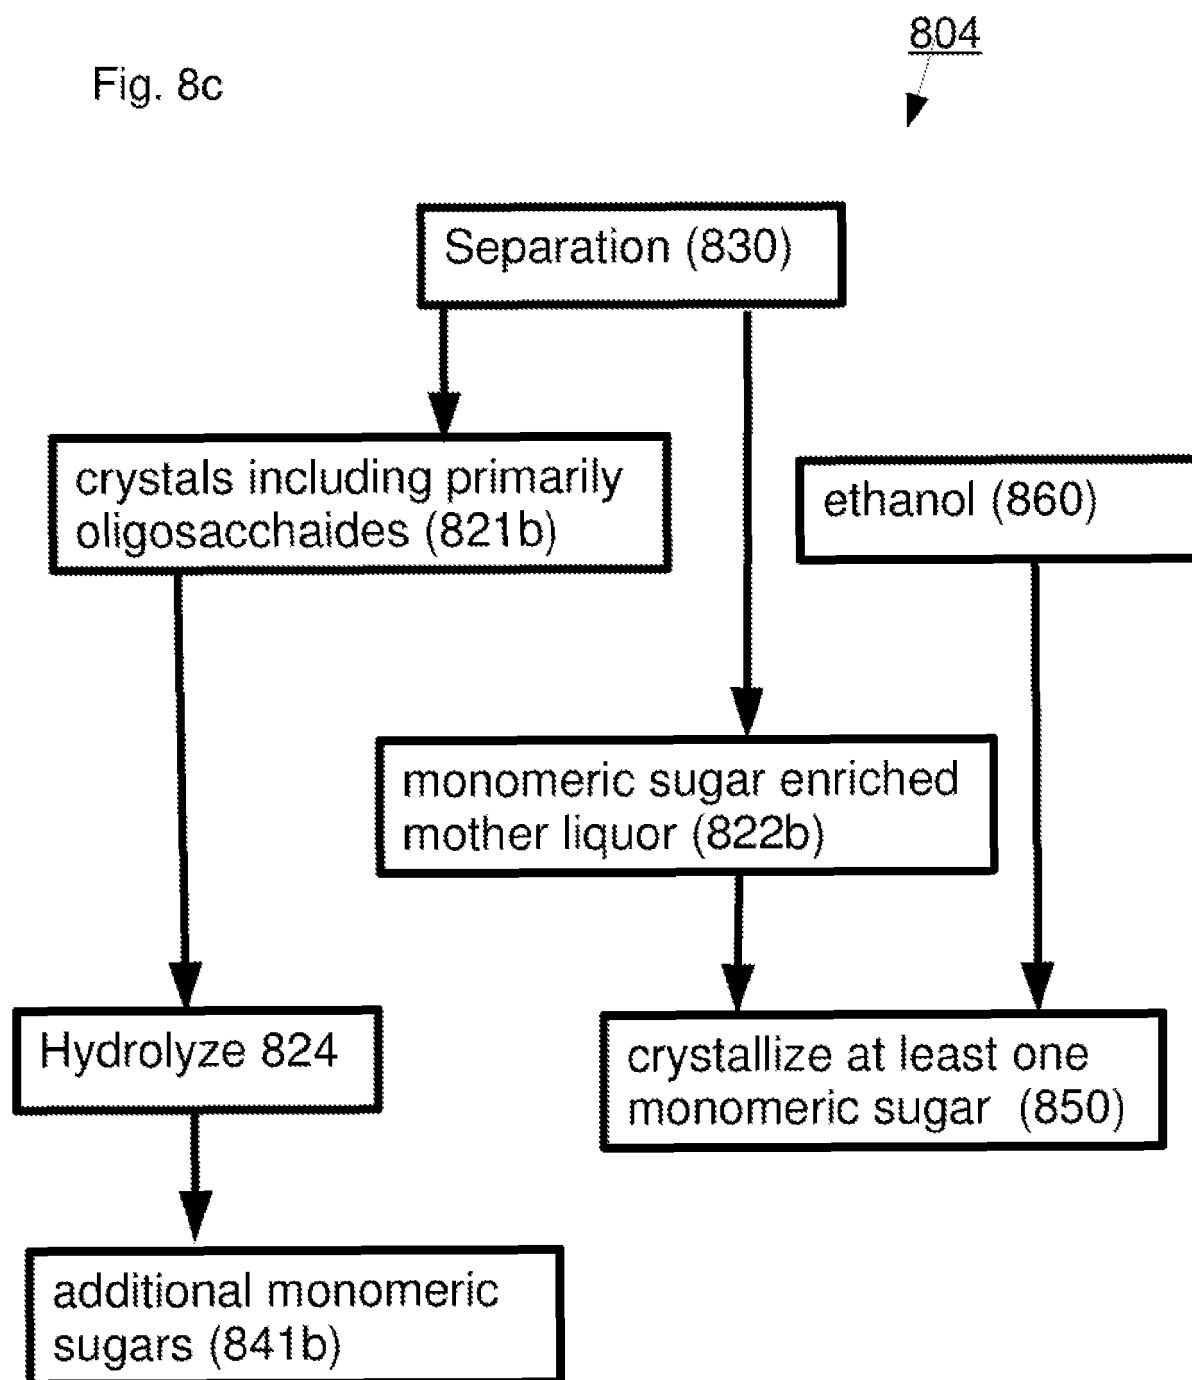 804
Fig. 8c
Separation (830)
crystals including primarily
oligosacchaides (821b)
ethanol (860)
monomeric sugar enriched
mother liquor (822b)
Hydrolyze 824
crystallize at least one
monomeric sugar (850)
additional monomeric
sugars (841b)